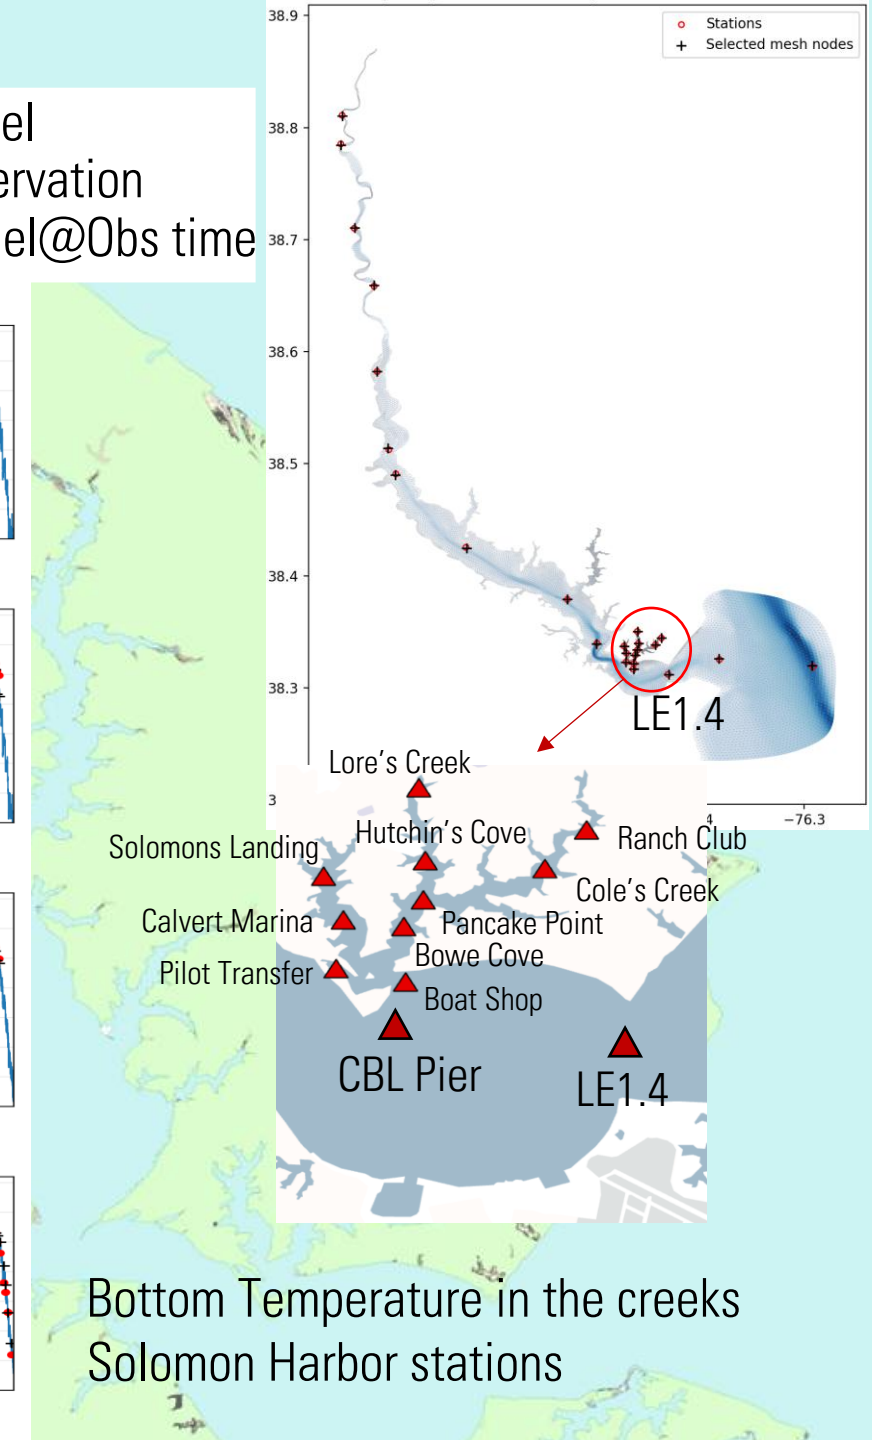 38.9
Stations
Selected mesh nodes
el
ervation
el@Obs time
38.8
38.7
38.6
38.5
38.4
38.3
LE1.4
3
4
−76.3
Lore's Creek
Hutchin's Cove
Ranch Club
Solomons Landing
Cole's Creek
Calvert Marina
Pancake Point
Bowe Cove
Pilot Transfer
Boat Shop
CBL Pier
LE1.4
Bottom Temperature in the creeks
Solomon Harbor stations